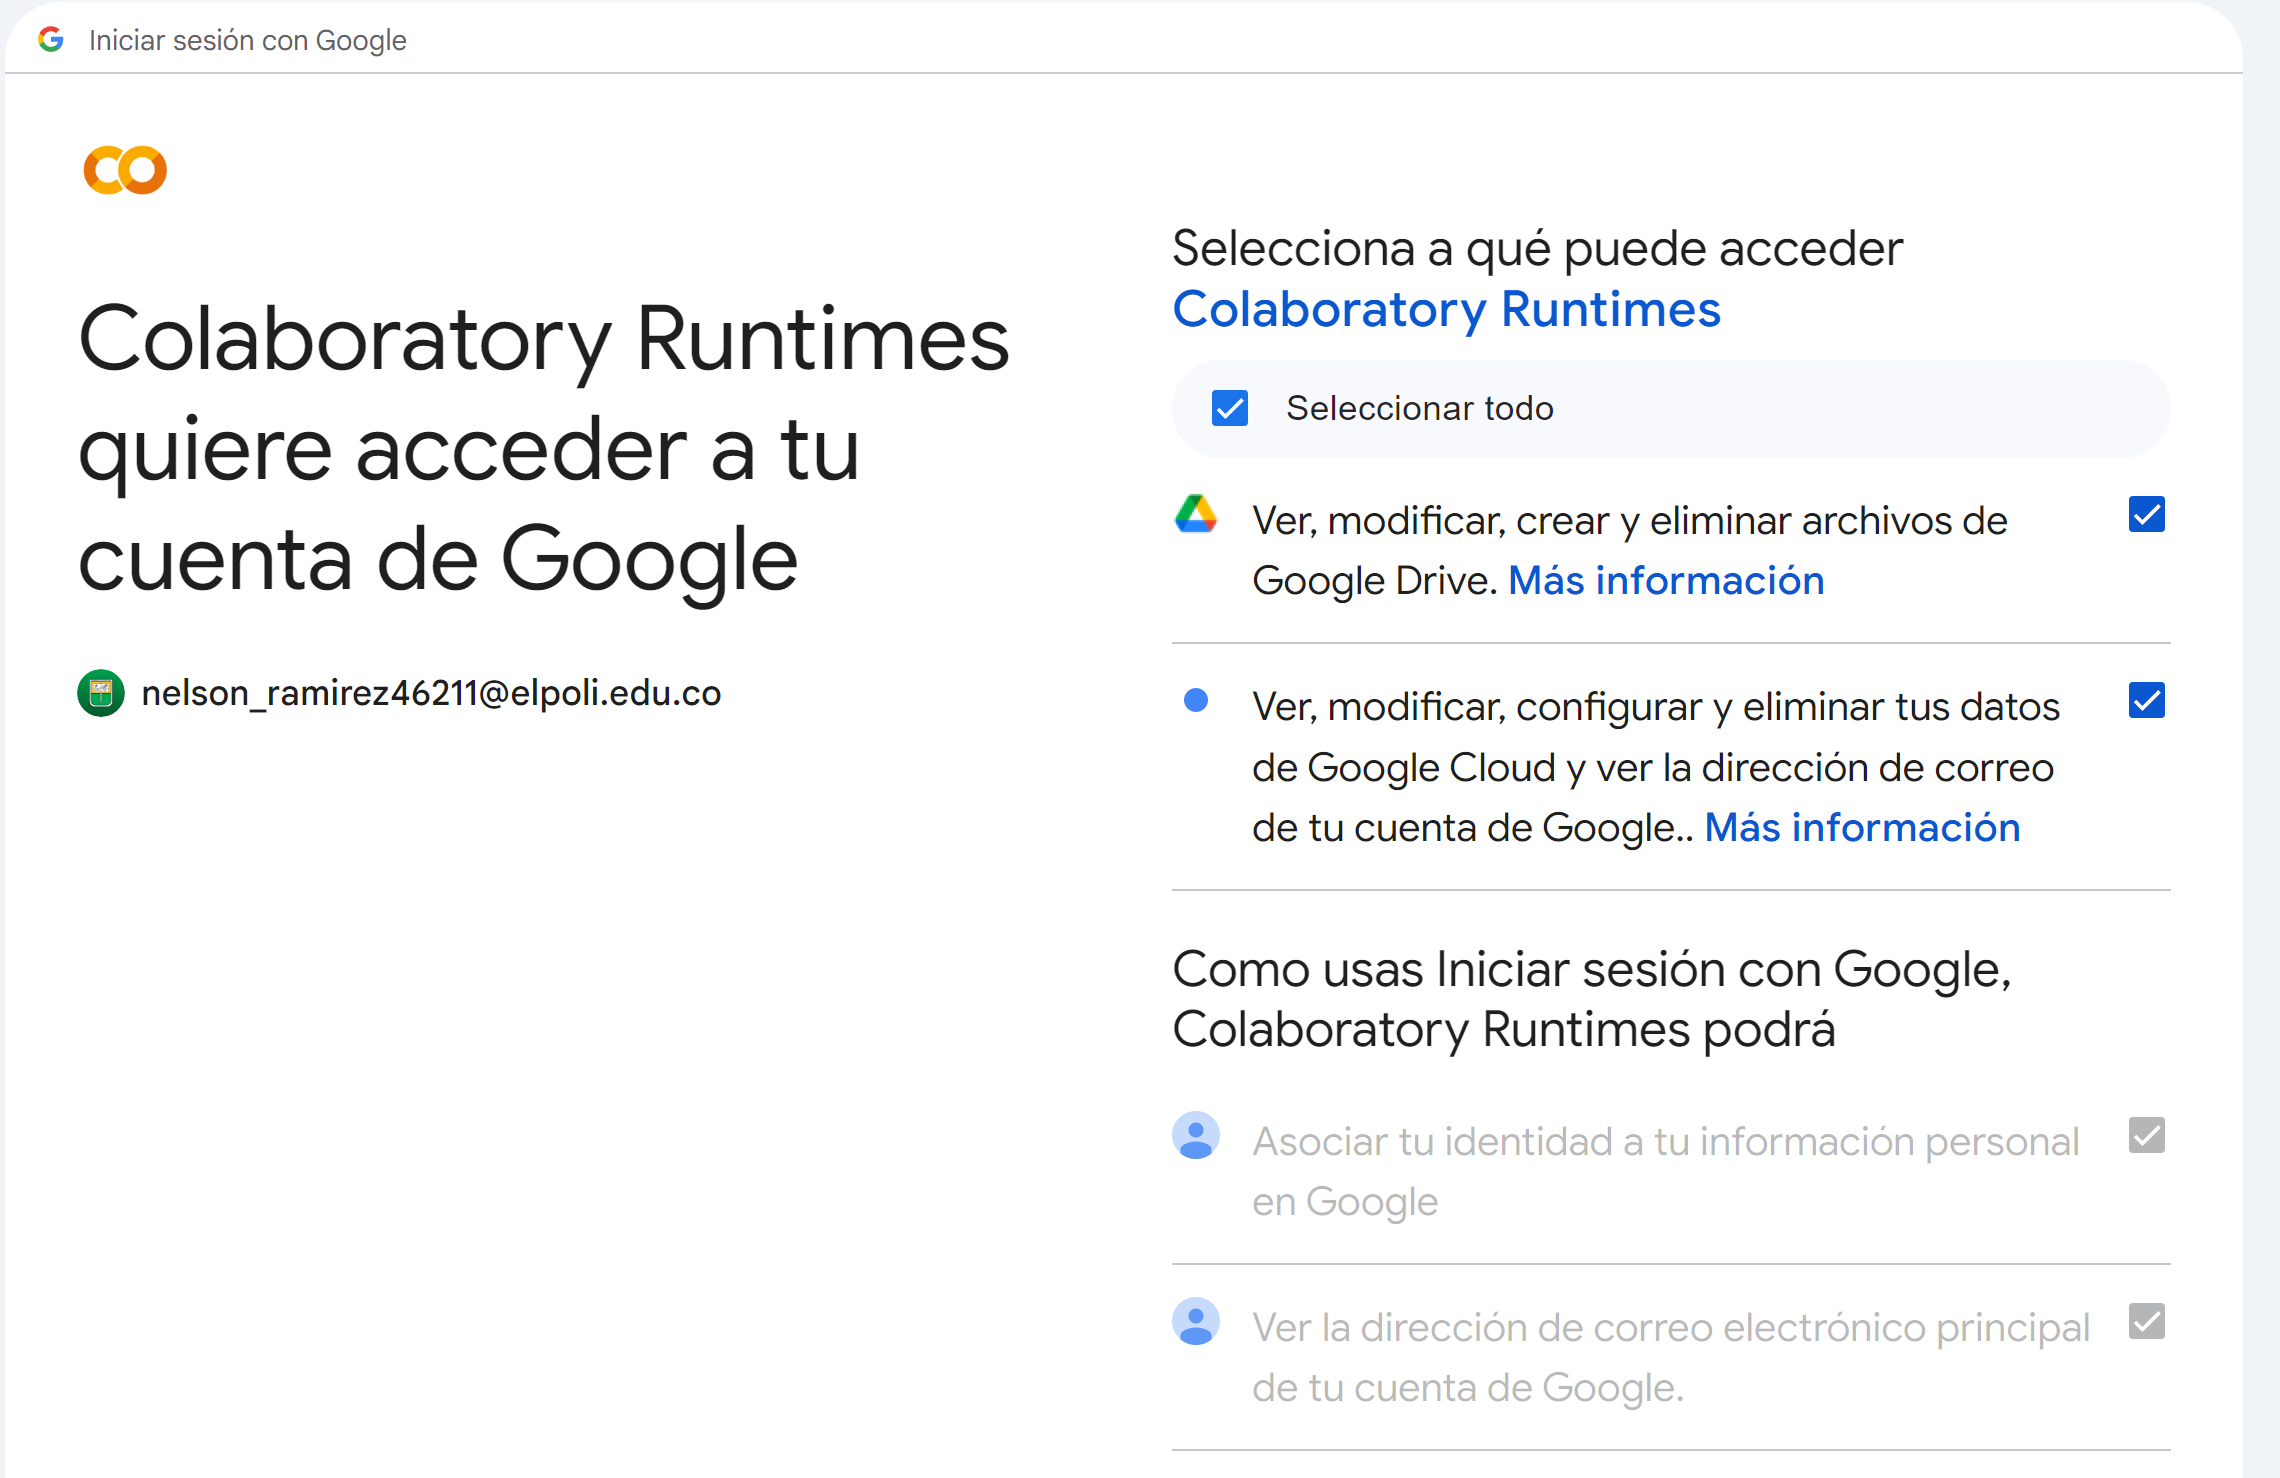 Iniciar sesión con Google
Colaboratory Runtimes
quiere acceder a tu
cuenta de Google
nelson_ramirez46211@elpoli.edu.co
Selecciona a qué puede acceder
Colaboratory Runtimes
Seleccionar todo
Ver, modificar, crear y eliminar archivos de
Google Drive. Más información
Ver, modificar, configurar y eliminar tus datos
de Google Cloud y ver la dirección de correo
de tu cuenta de Google.. Más información
Como usas Iniciar sesión con Google,
Colaboratory Runtimes podrá
Asociar tu identidad a tu información personal
en Google
Ver la dirección de correo electrónico principal
de tu cuenta de Google.